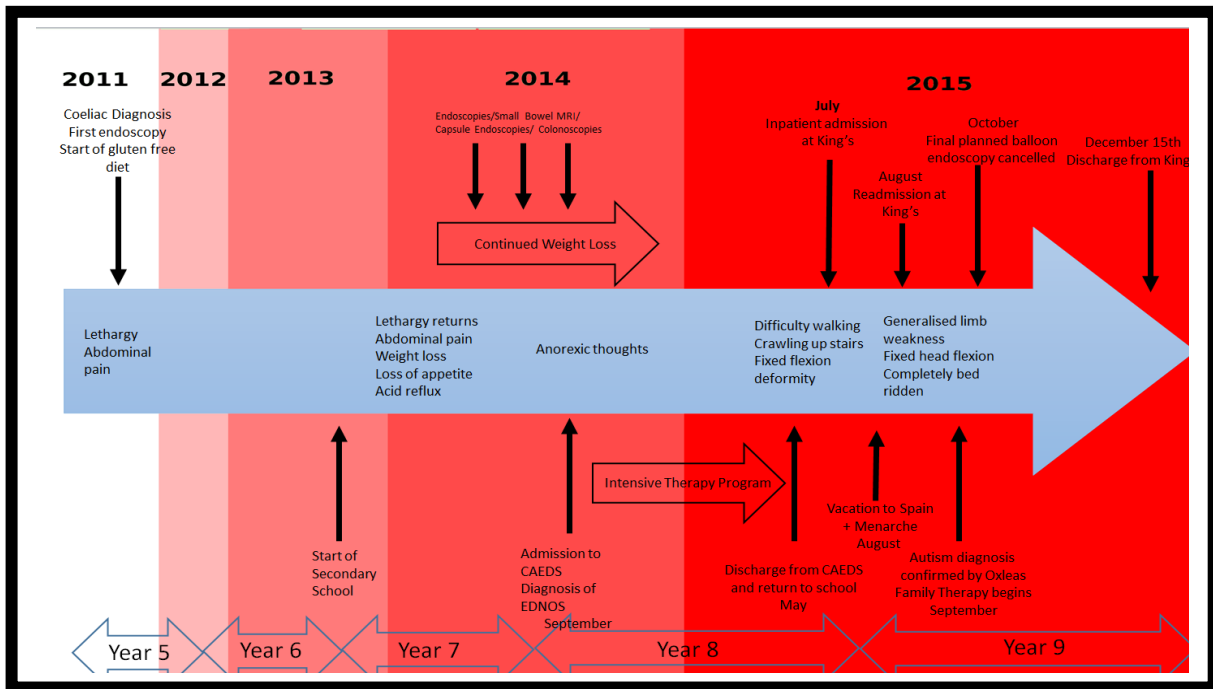 2011
2012
2013
2014
2015
Coeliac Diagnosis
First endoscopy
Start of gluten free
diet
Endoscopies/Small Bowel MRI/
Capsule Endoscopies/ Colonoscopies
July
Inpatient admission
at King's
August
Readmission at
King's
October
Final planned balloon
endoscopy cancelled
December 15th
Discharge from King
Continued Weight Loss
Lethargy
Abdominal
pain
Lethargy returns
Abdominal pain
Weight loss
Loss of appetite
Acid reflux
Anorexic thoughts
Difficulty walking
Crawling up stairs
Fixed flexion
deformity
Generalised limb
weakness
Fixed head flexion
Completely bed
ridden
Intensive Therapy Program
Start of
Secondary
School
Admission to
CAEDS
Diagnosis of
EDNOS
September
Discharge from CAEDS
and return to school
May
Vacation to Spain
+ Menarche
August
Autism diagnosis
confirmed by Oxleas
Family Therapy begins
September
Year 5
Year 6
Year 7
Year 8
Year 9